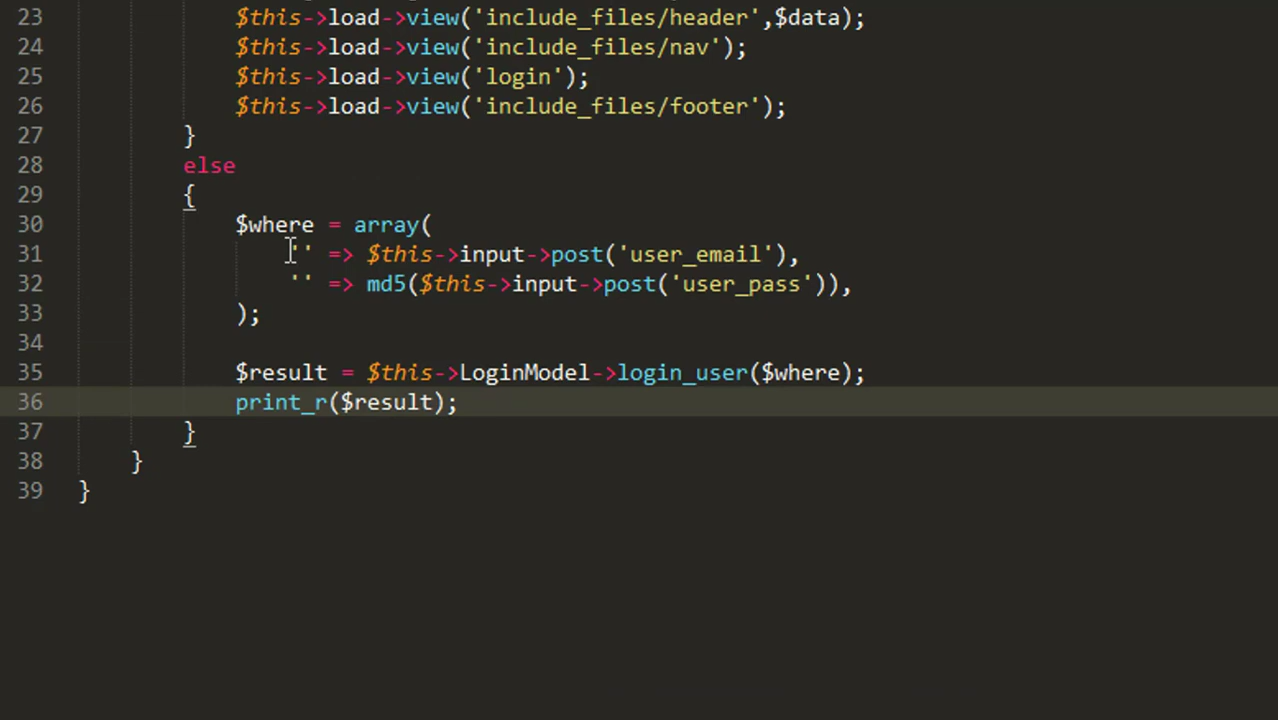 23 $this->load->view('include_files/header',$data);
24 $this->load->view('include_files/nav');
25 $this->load->view('login');
26 $this->load->view('include_files/footer');
27 }
28 else
29 {
30 $where = array(
31 '' => $this->input->post('user_email'),
32 '' => md5($this->input->post('user_pass')),
33 );
34
35 $result = $this->LoginModel->login_user($where);
36 print_r($result);
37 }
38 }
39 }